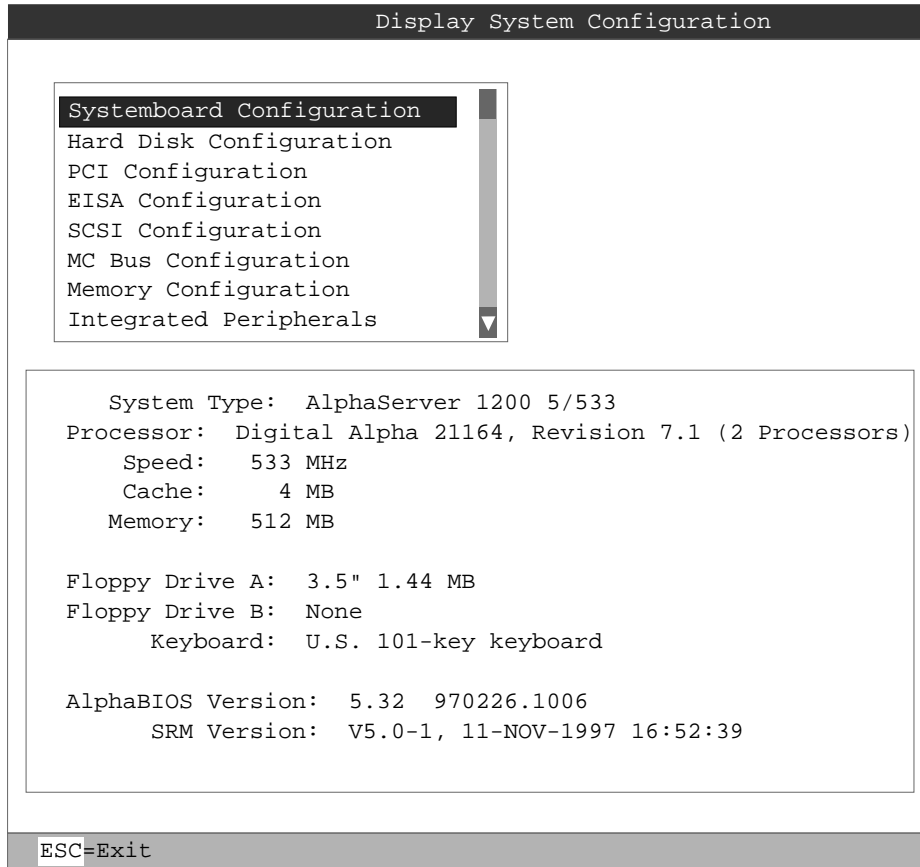 Display System Configuration
Systemboard Configuration
Hard Disk Configuration
PCI Configuration
EISA Configuration
SCSI Configuration
MC Bus Configuration
Memory Configuration
Integrated Peripherals
System Type: AlphaServer 1200 5/533
Processor: Digital Alpha 21164, Revision 7.1 (2 Processors)
Speed: 533 MHz
Cache: 4 MB
Memory: 512 MB
Floppy Drive A: 3.5" 1.44 MB
Floppy Drive B: None
Keyboard: U.S. 101-key keyboard
AlphaBIOS Version: 5.32 970226.1006
SRM Version: V5.0-1, 11-NOV-1997 16:52:39
ESC=Exit